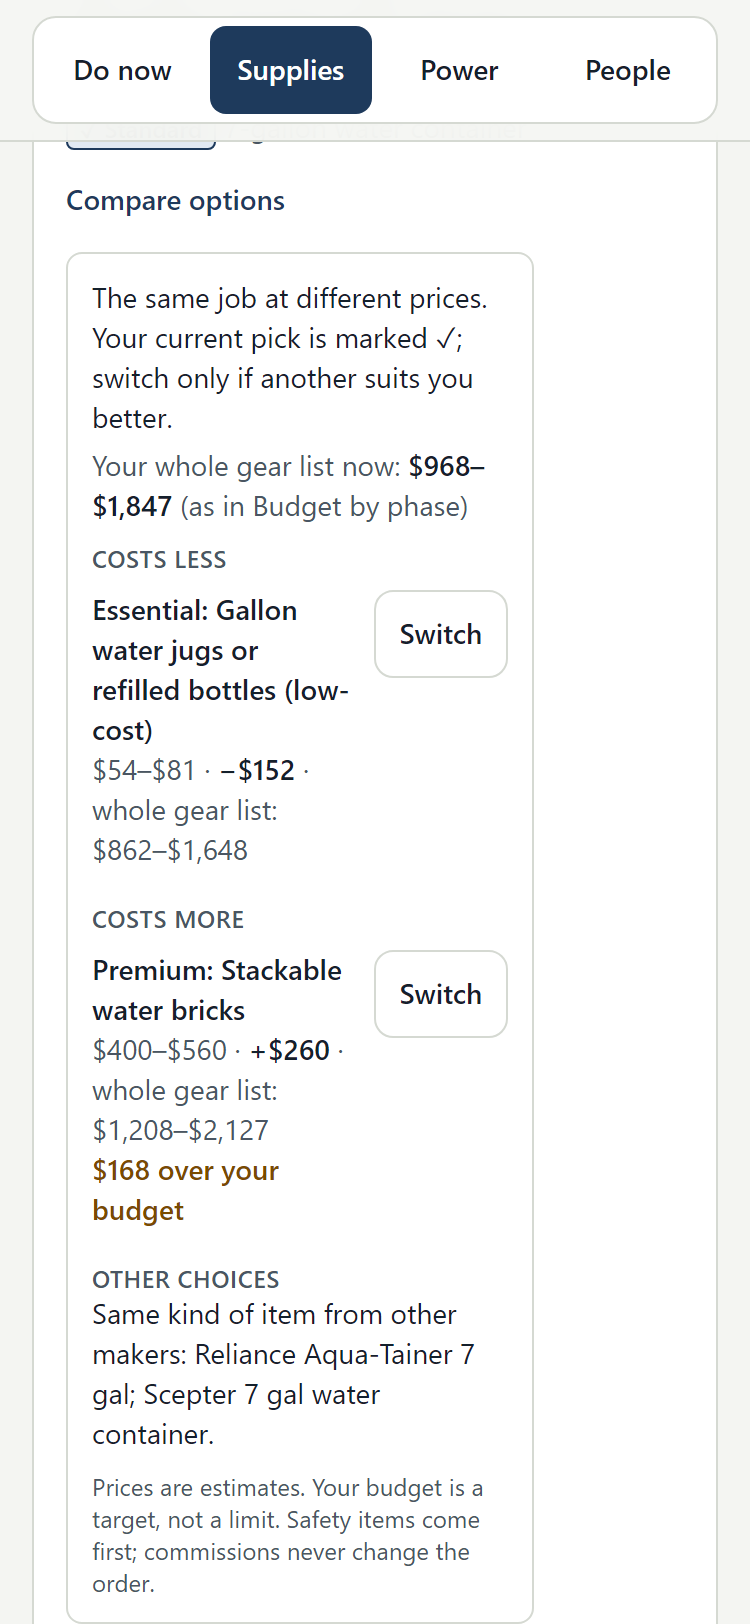 Do now
Supplies
Power
People
Compare options
The same job at different prices.
Your current pick is marked ✓;
switch only if another suits you
better.
Your whole gear list now: $968–
$1,847 (as in Budget by phase)
COSTS LESS
Essential: Gallon
water jugs or
refilled bottles (low-
cost)
$54–$81 · −$152 ·
whole gear list:
$862–$1,648
Switch
COSTS MORE
Premium: Stackable
water bricks
$400–$560 · +$260 ·
whole gear list:
$1,208–$2,127
$168 over your
budget
Switch
OTHER CHOICES
Same kind of item from other
makers: Reliance Aqua-Tainer 7
gal; Scepter 7 gal water
container.
Prices are estimates. Your budget is a
target, not a limit. Safety items come
first; commissions never change the
order.